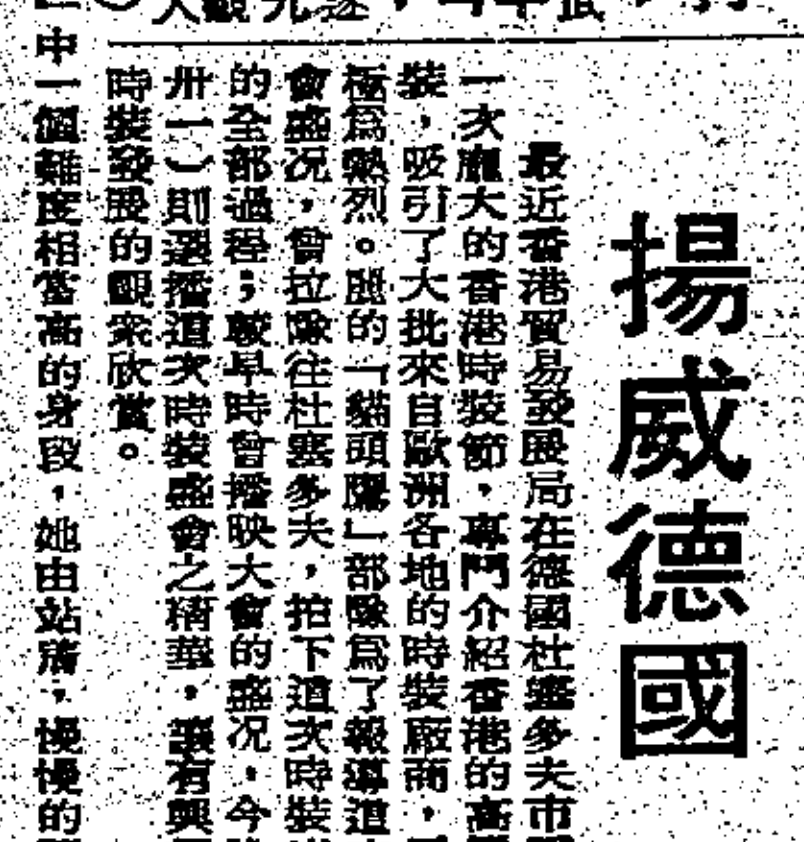 揚威德國
最近香港貿易發展局在德國杜塞多夫市
一次龐大的香港時裝節，專門介紹香港的高
裝，吸引了大批來自歐洲各地的時裝廠商，
極爲熱烈。麗的「貓頭鷹」部隊爲了報導這
會盛况，曾拉隊往杜塞多夫，拍下這次時裝
的全部過程；較早時曾播映大會的盛况，今
卅一）則選播這次時裝盛會之精華，讓有興
時裝發展的觀衆欣賞。
中一個難度相當高的身段，她由站着，慢慢的